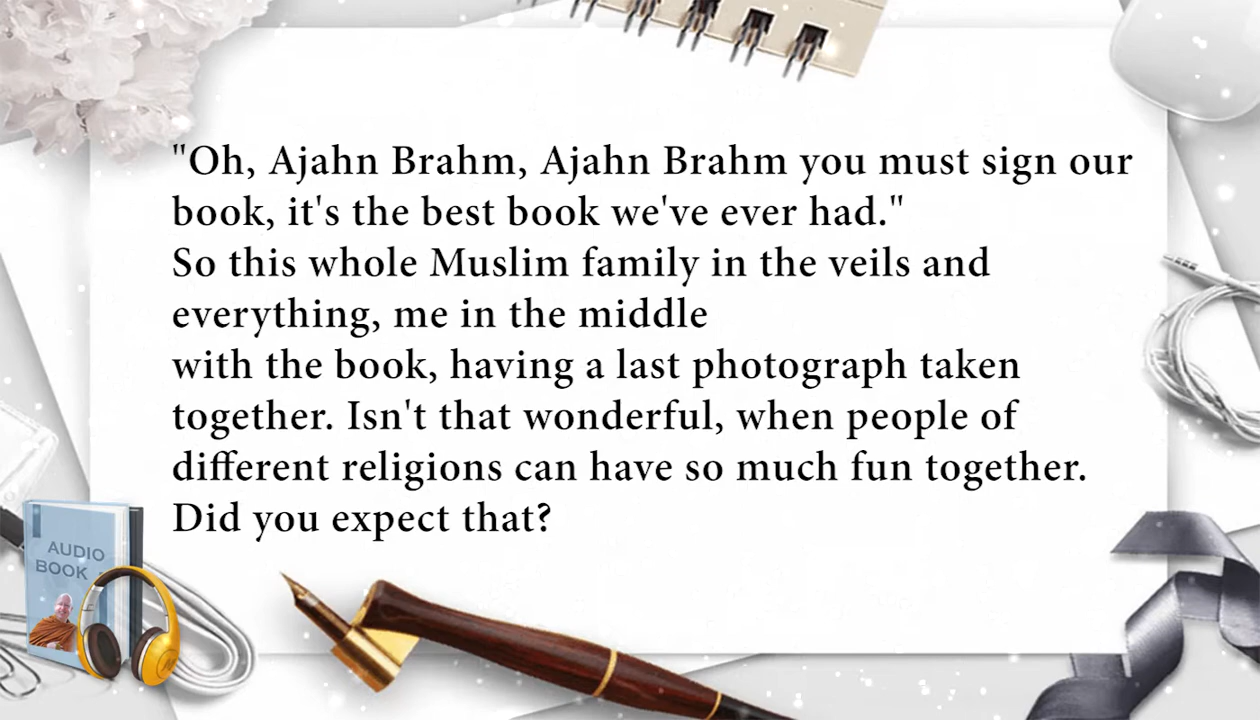 "Oh, Ajahn Brahm, Ajahn Brahm you must sign our
book, it's the best book we've ever had."
So this whole Muslim family in the veils and
everything, me in the middle
with the book, having a last photograph taken
together. Isn't that wonderful, when people of
different religions can have so much fun together.
Did you expect that?
AUDIO
BOOK